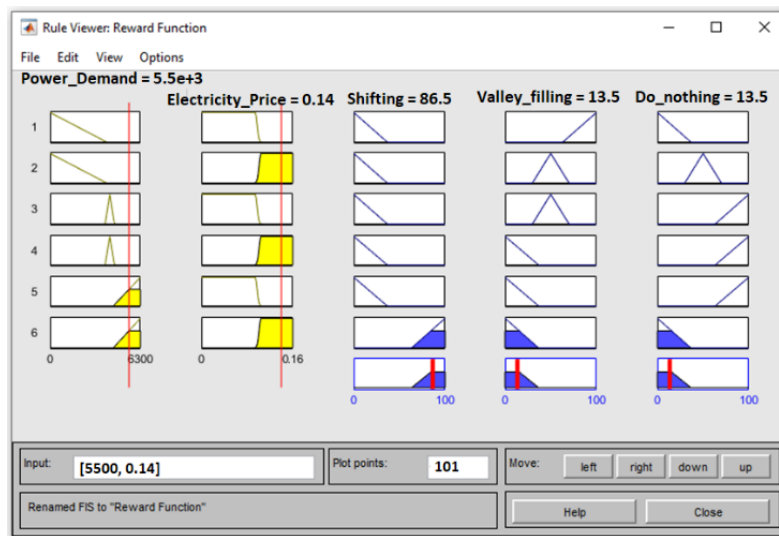 Rule Viewer: Reward Function
File Edit View Options
Power_Demand = 5.5e+3
Electricity_Price = 0.14 Shifting = 86.5 Valley_filling = 13.5 Do_nothing = 13.5
1
2
3
4
5
6
0 6300 0 0.16
0 100 0 100 0 100
Input: [5500, 0.14] Plot points: 101 Move: left right down up
Renamed FIS to "Reward Function" Help Close